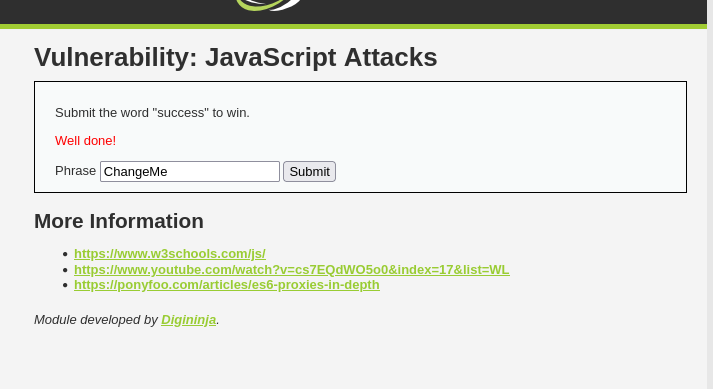 Vulnerability: JavaScript Attacks
Submit the word "success" to win.
Well done!
Phrase ChangeMe Submit
More Information
https://www.w3schools.com/js/
https://www.youtube.com/watch?v=cs7EQdWO5o0&index=17&list=WL
https://ponyfoo.com/articles/es6-proxies-in-depth
Module developed by Digininja.